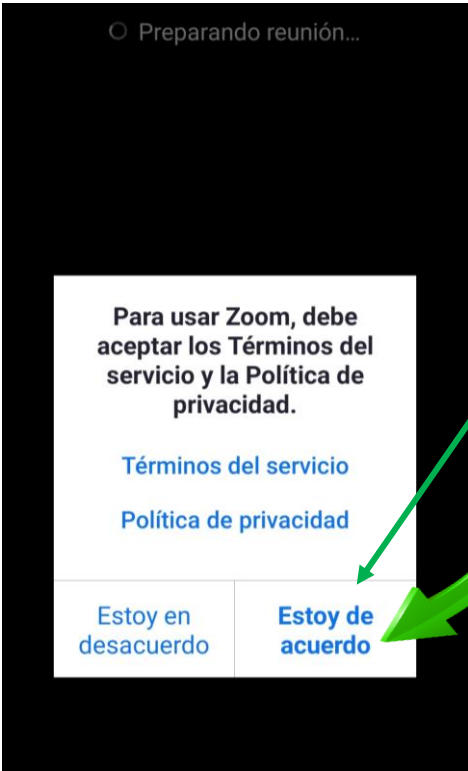 Preparando reunión...
Para usar Zoom, debe
aceptar los Términos del
servicio y la Política de
privacidad.
Términos del servicio
Política de privacidad
Estoy en
desacuerdo
Estoy de
acuerdo